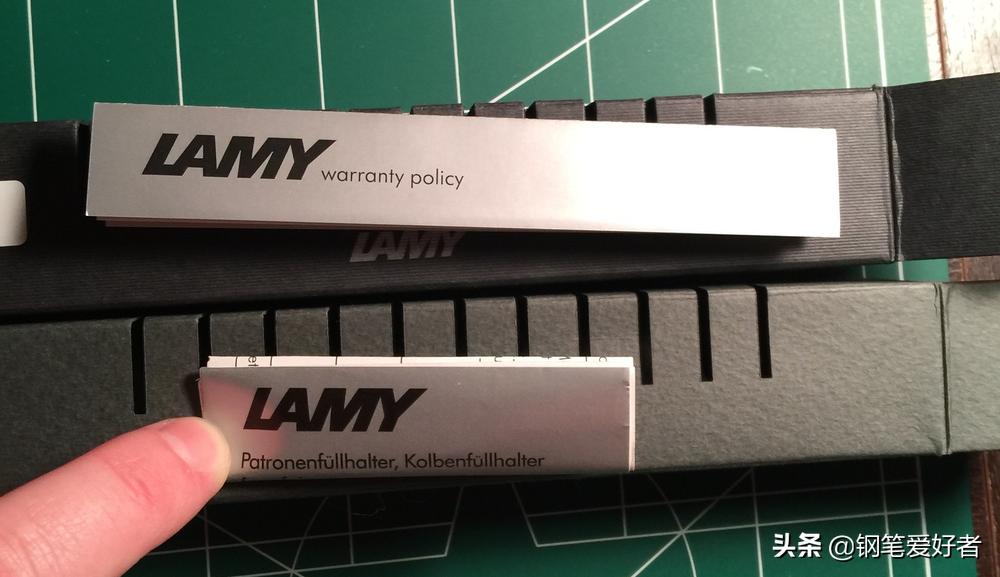 LAMY warranty policy
LAMY
LAMY
Patronenfüllhalter, Kolbenfüllhalter
头条 @钢笔爱好者